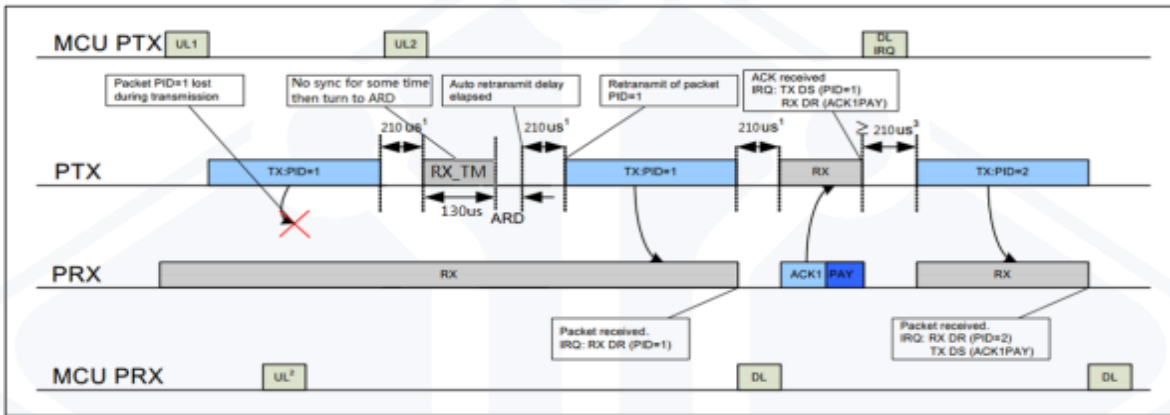 MCU PTX
UL1
UL2
DL
IRQ
Packet PID=1 lost
during transmission
No sync for some time
then turn to ARD
Auto retransmit delay
elapsed
Retransmit of packet
PID=1
ACK received
IRQ: TX DS (PID=1)
RX DR (ACK1PAY)
210us¹
210us¹
210us¹
≥ 210us³
PTX
TX:PID=1
RX_TM
TX:PID=1
RX
TX:PID=2
130us
ARD
PRX
RX
ACK1 PAY
RX
Packet received.
IRQ: RX DR (PID=1)
Packet received.
IRQ: RX DR (PID=2)
TX DS (ACK1PAY)
MCU PRX
UL²
DL
DL